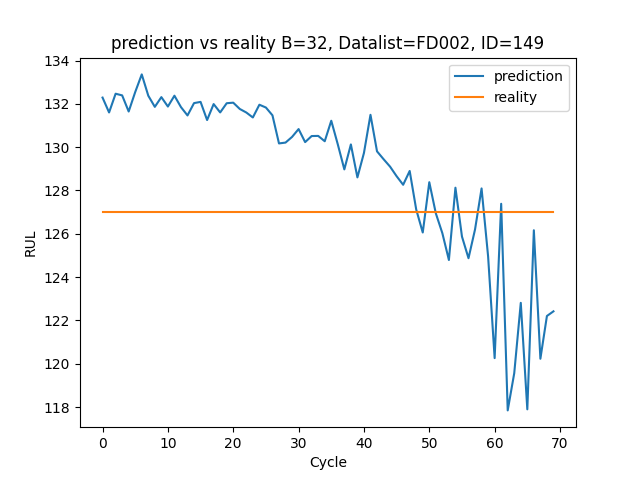 prediction vs reality B=32, Datalist=FD002, ID=149
prediction
reality
134
132
130
128
126
124
122
120
118
RUL
0 10 20 30 40 50 60 70
Cycle